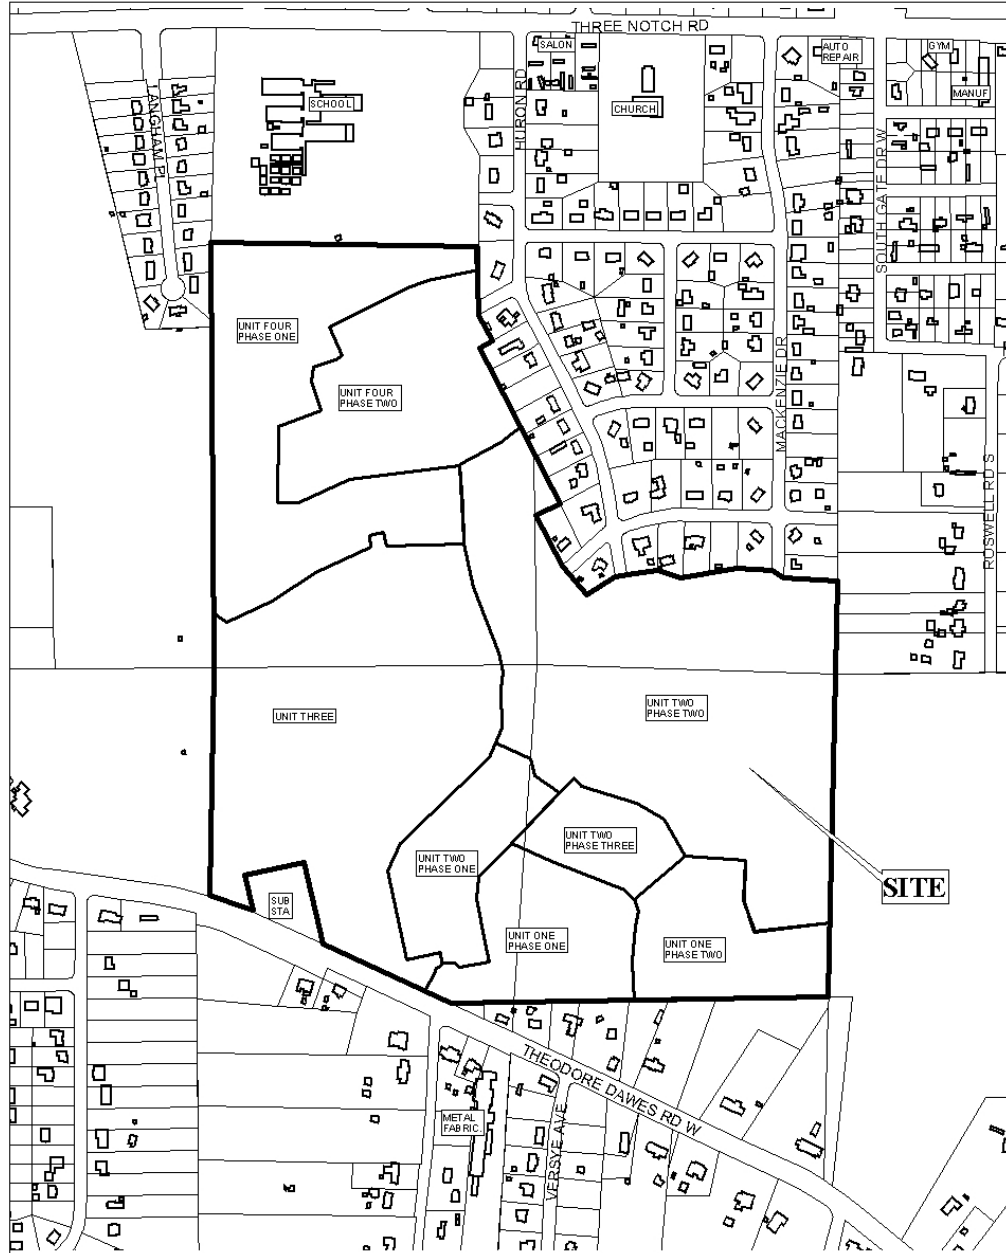 THREE NOTCH RD
SALON
AUTO
REPAIR
GYM
MANUF
SCHOOL
CHURCH
HURON RD
LANGHAM PL
SOUTH GATE DR W
UNIT FOUR
PHASE ONE
UNIT FOUR
PHASE TWO
MACKENZIE DR
ROSWELL RD S
UNIT THREE
UNIT TWO
PHASE TWO
UNIT TWO
PHASE THREE
UNIT TWO
PHASE ONE
SITE
SUB
STA
UNIT ONE
PHASE ONE
UNIT ONE
PHASE TWO
THEODORE DAWES RD W
METAL
FABRIC.
VERSYE AVE